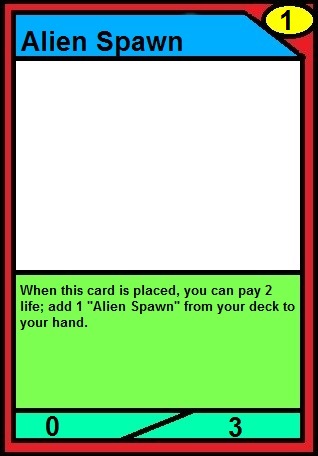 1
Alien Spawn
When this card is placed, you can pay 2
life; add 1 "Alien Spawn" from your deck to
your hand.
0 3